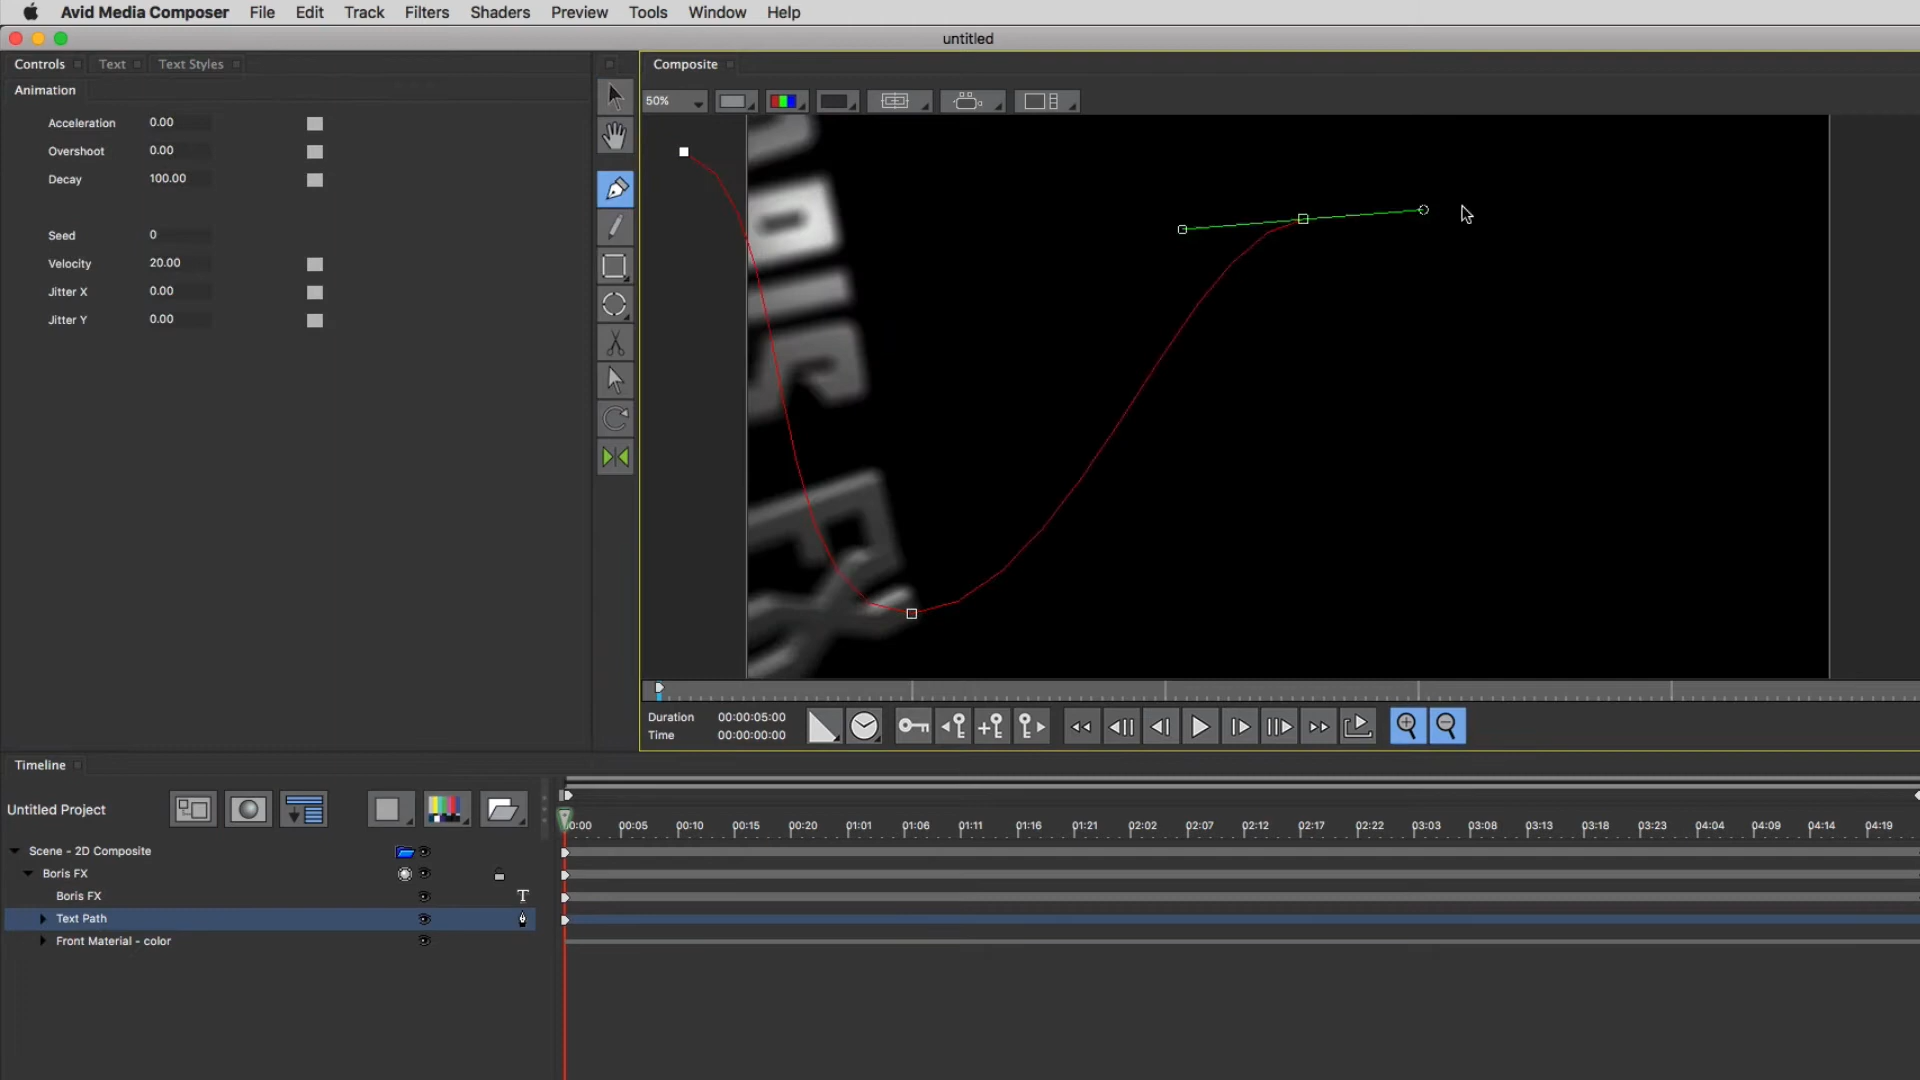 Avid Media Composer File Edit Track Filters Shaders Preview Tools Window Help
untitled
Controls Text Text Styles
Composite
Animation
50%
Acceleration 0.00
Overshoot 0.00
Decay 100.00
Seed 0
Velocity 20.00
Jitter X 0.00
Jitter Y 0.00
FX
Duration 00:00:05:00
Time 00:00:00:00
Timeline
Untitled Project
00:00 00:05 00:10 00:15 00:20 01:01 01:06 01:11 01:16 01:21 02:02 02:07 02:12 02:17 02:22 03:03 03:08 03:13 03:18 03:23 04:04 04:09 04:14 04:19
Scene - 2D Composite
Boris FX
Boris FX T
Text Path
Front Material - color